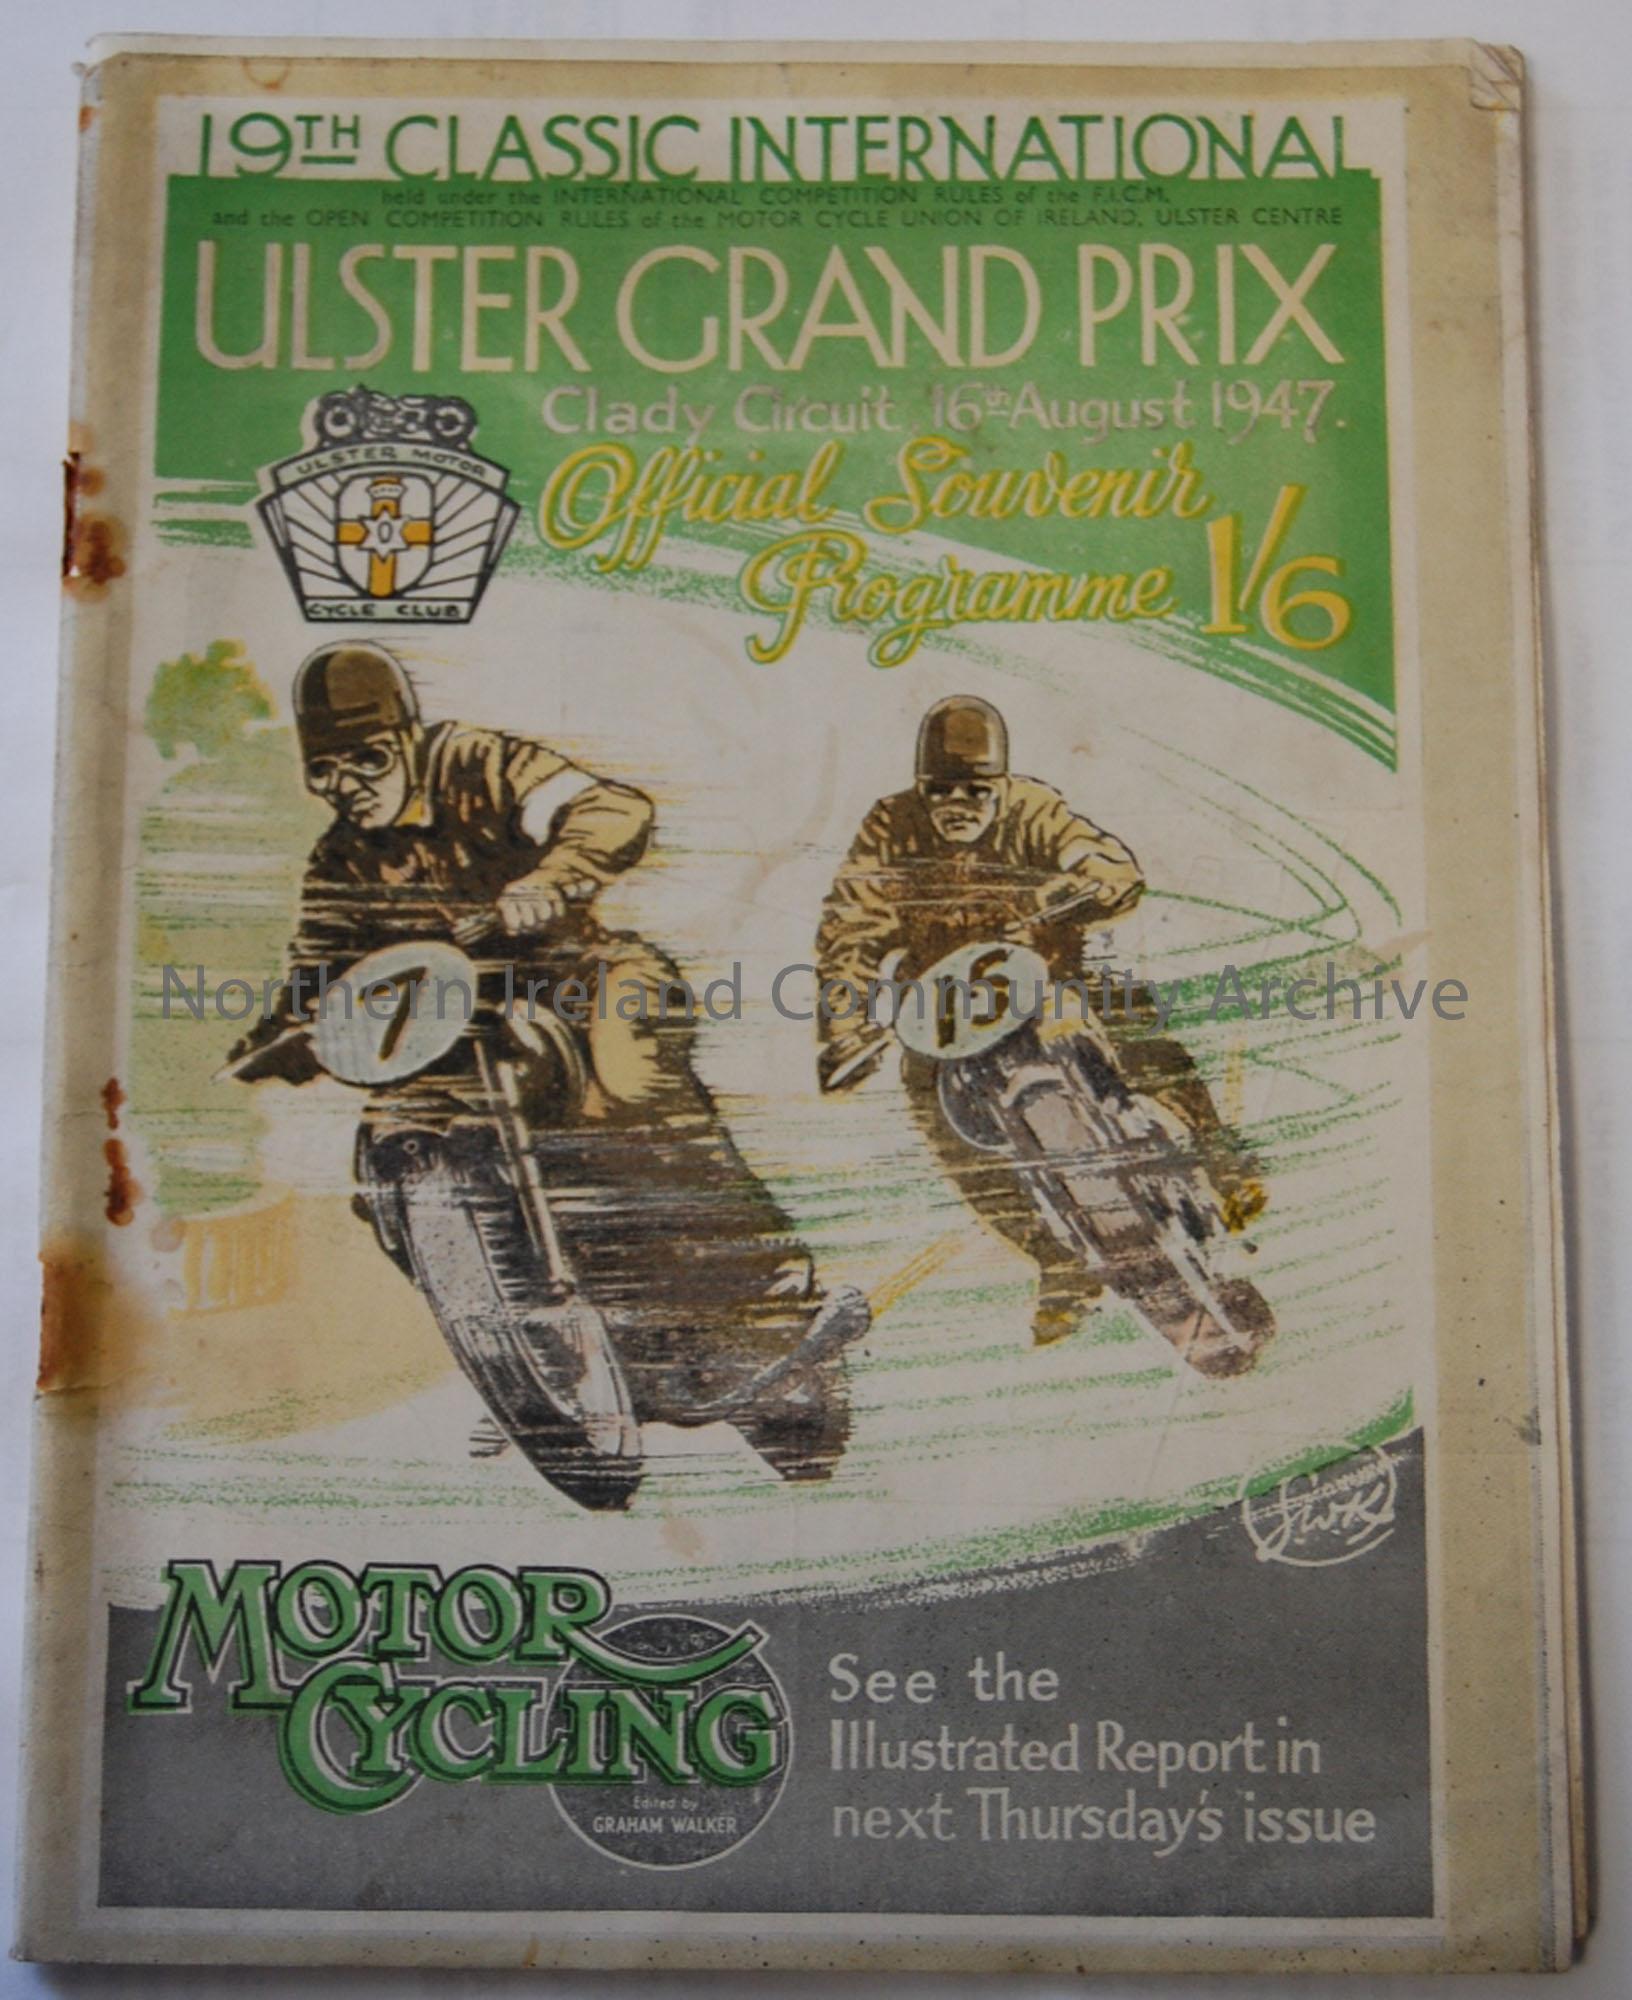 19TH CLASSIC INTERNATIONAL
held under the INTERNATIONAL COMPETITION RULES of the F.I.C.M.
and the OPEN COMPETITION RULES of the MOTOR CYCLE UNION OF IRELAND, ULSTER CENTRE
ULSTER GRAND PRIX
Clady Circuit, 16th August 1947.
Official Souvenir
Programme 1/6
ULSTER MOTOR
CYCLE CLUB
7
16
Northern Ireland Community Archive
MOTOR
CYCLING
Edited by
GRAHAM WALKER
See the
Illustrated Report in
next Thursday's issue